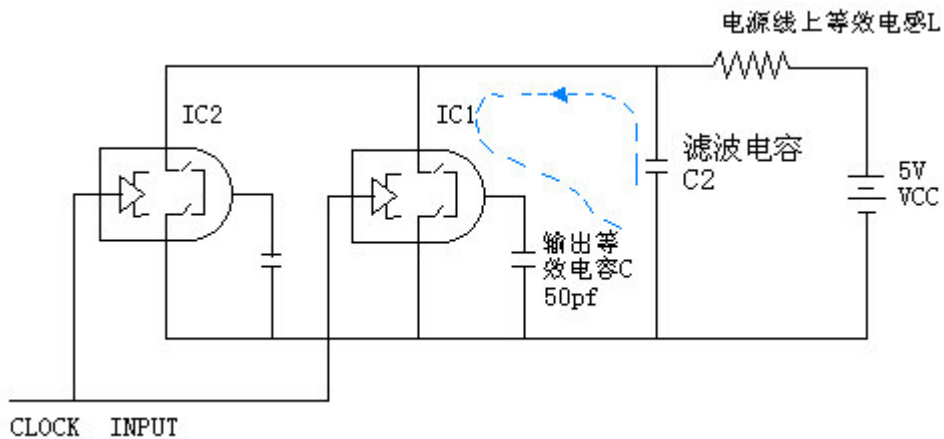 电源线上等效电感L
IC2
IC1
滤波电容
C2
5V
VCC
输出等
效电容C
50pf
CLOCK INPUT